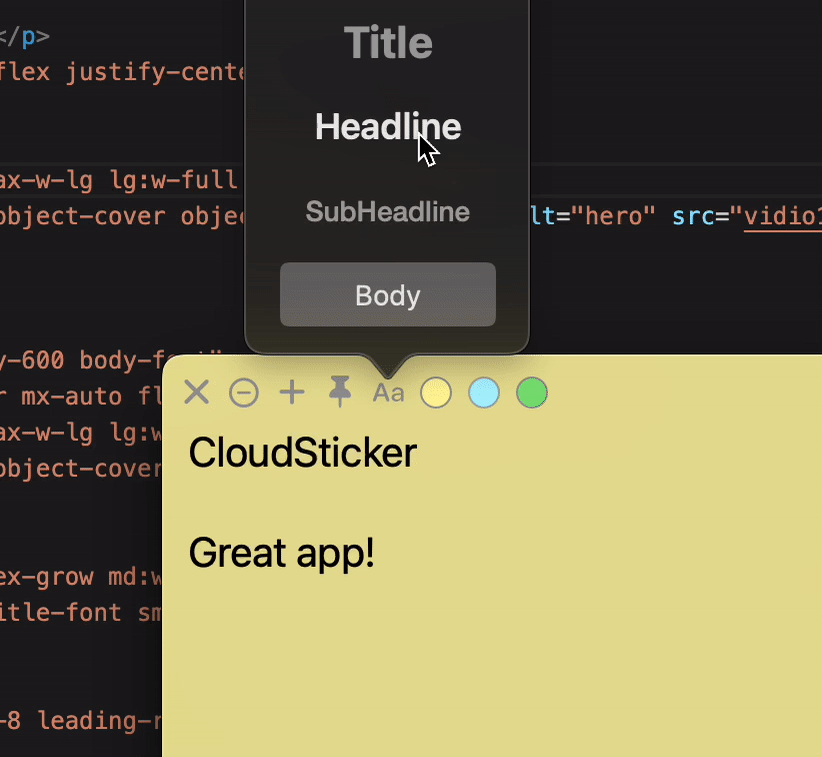 </p>
flex justify-cente
Title
Headline
ax-w-lg lg:w-full
SubHeadline
object-cover obje
lt="hero" src="vidio1
Body
y-600 body-f
r mx-auto fl
Aa
ax-w-lg lg:w
CloudSticker
object-cover
Great app!
ex-grow md:w
itle-font sm
-8 leading-r